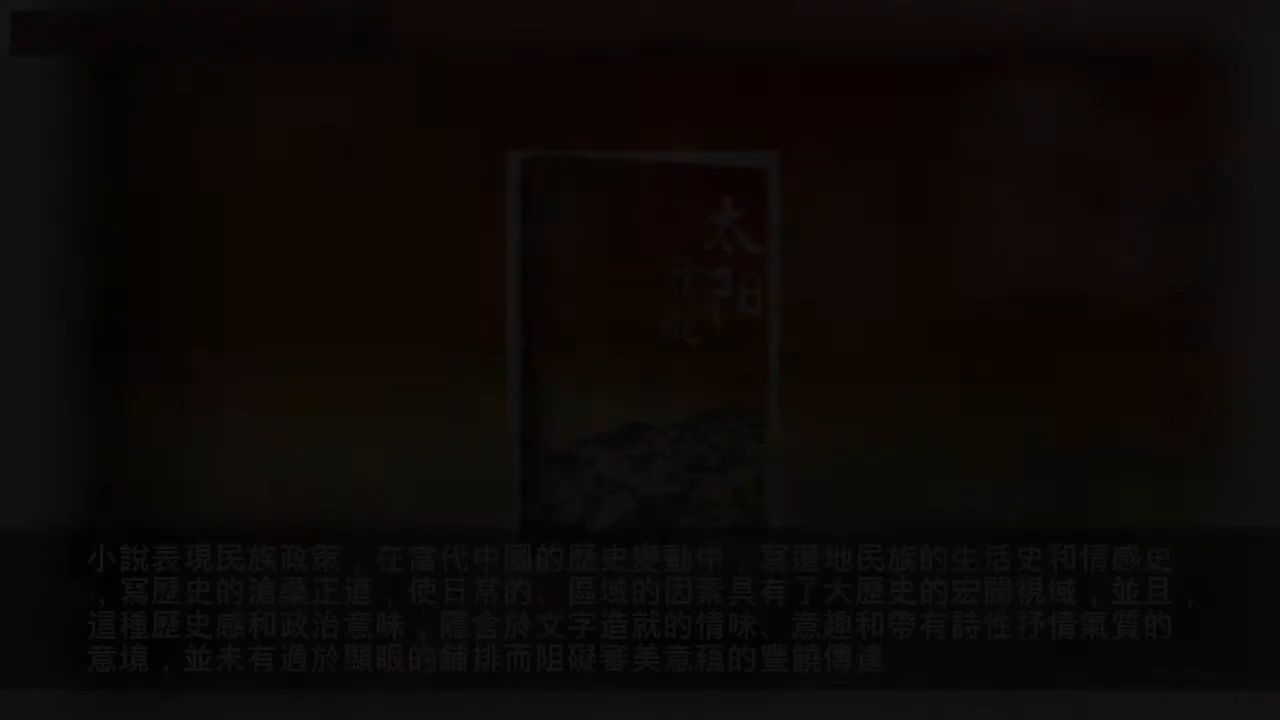 太
阳
小說表現民族政策，在當代中國的歷史變動中，寫邊地民族的生活史和情感史
，寫歷史的滄桑正道，使日常的、區域的因素具有了大歷史的宏闊視域，並且，
這種歷史感和政治意味，隱含於文字造就的情味、意趣和帶有詩性抒情氣質的
意境，並未有過於顯眼的鋪排而阻礙審美意蘊的豐饒傳達